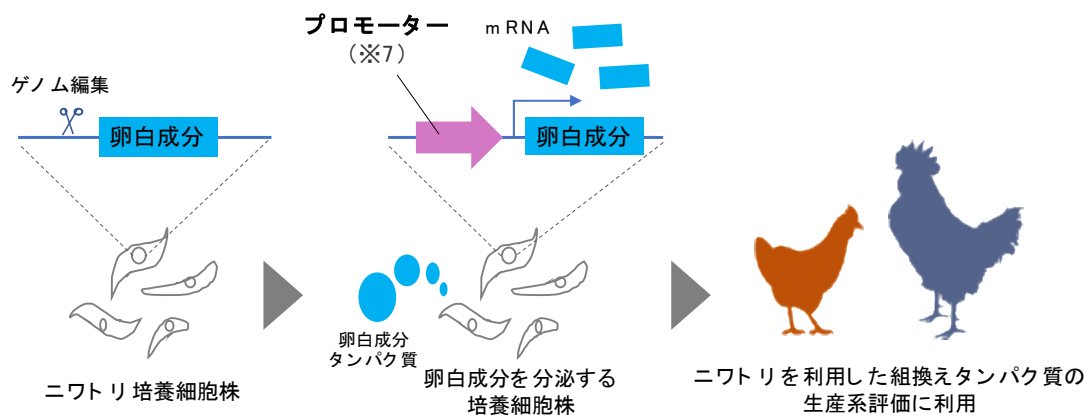 ゲノム編集
卵白成分
ニワトリ培養細胞株
プロモーター
（※7）
mRNA
卵白成分
卵白成分
タンパク質
卵白成分を分泌する
培養細胞株
ニワトリを利用した組換えタンパク質の
生産系評価に利用